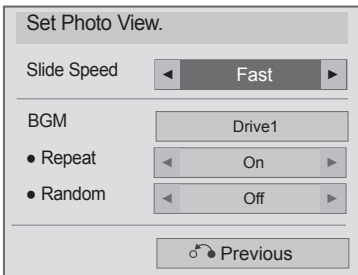 Set Photo View.
Slide Speed ◄ Fast ►
BGM Drive1
● Repeat ◄ On ►
● Random ◄ Off ►
Previous